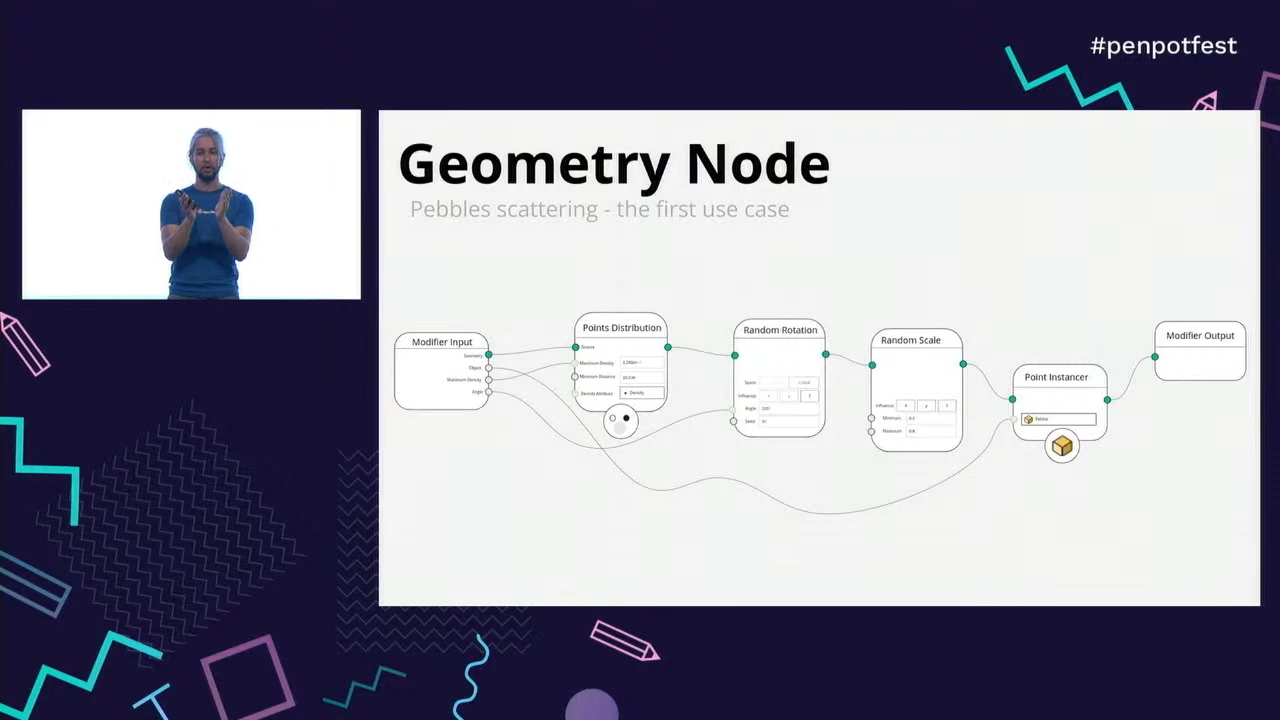 #penpotfest
Geometry Node
Pebbles scattering - the first use case
Modifier Input
Geometry
Object
Maximum Density
Angle
Points Distribution
Source
Maximum Density
Minimum Distance
Density Attribute
Density
Random Rotation
Space
Influence
Angle
Seed
Random Scale
Influence
X Y Z
Minimum
Maximum
Point Instancer
Pebble
Modifier Output